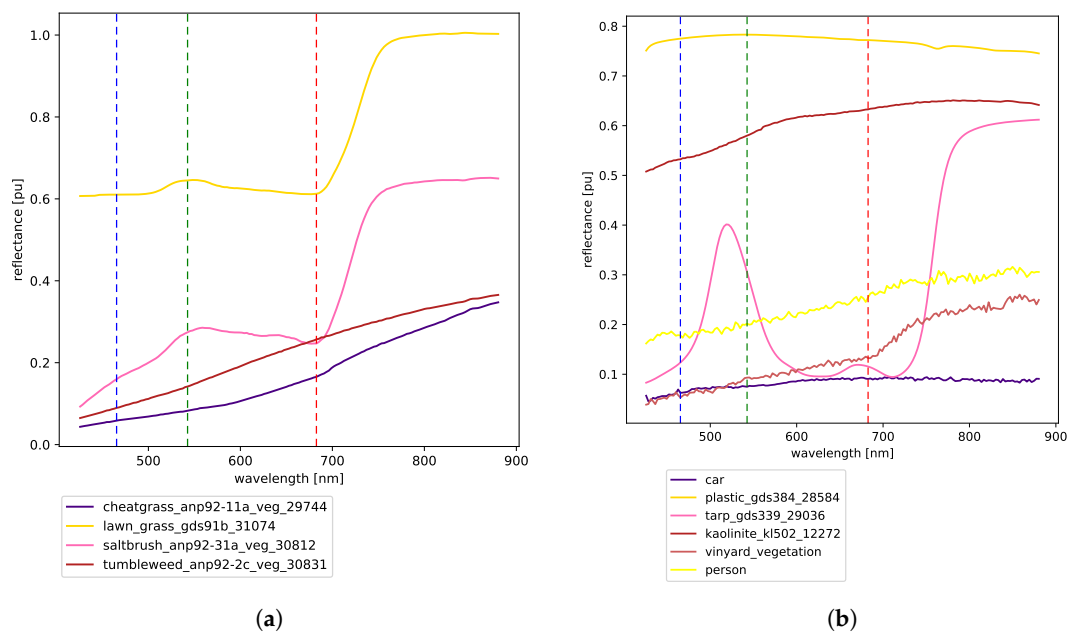 1.0
0.8
0.6
0.4
0.2
0.0
reflectance [pu]
500 600 700 800 900
wavelength [nm]
cheatgrass_anp92-11a_veg_29744
lawn_grass_gds91b_31074
saltbrush_anp92-31a_veg_30812
tumbleweed_anp92-2c_veg_30831
(a)
0.8
0.7
0.6
0.5
0.4
0.3
0.2
0.1
reflectance [pu]
500 600 700 800 900
wavelength [nm]
car
plastic_gds384_28584
tarp_gds339_29036
kaolinite_kl502_12272
vinyard_vegetation
person
(b)